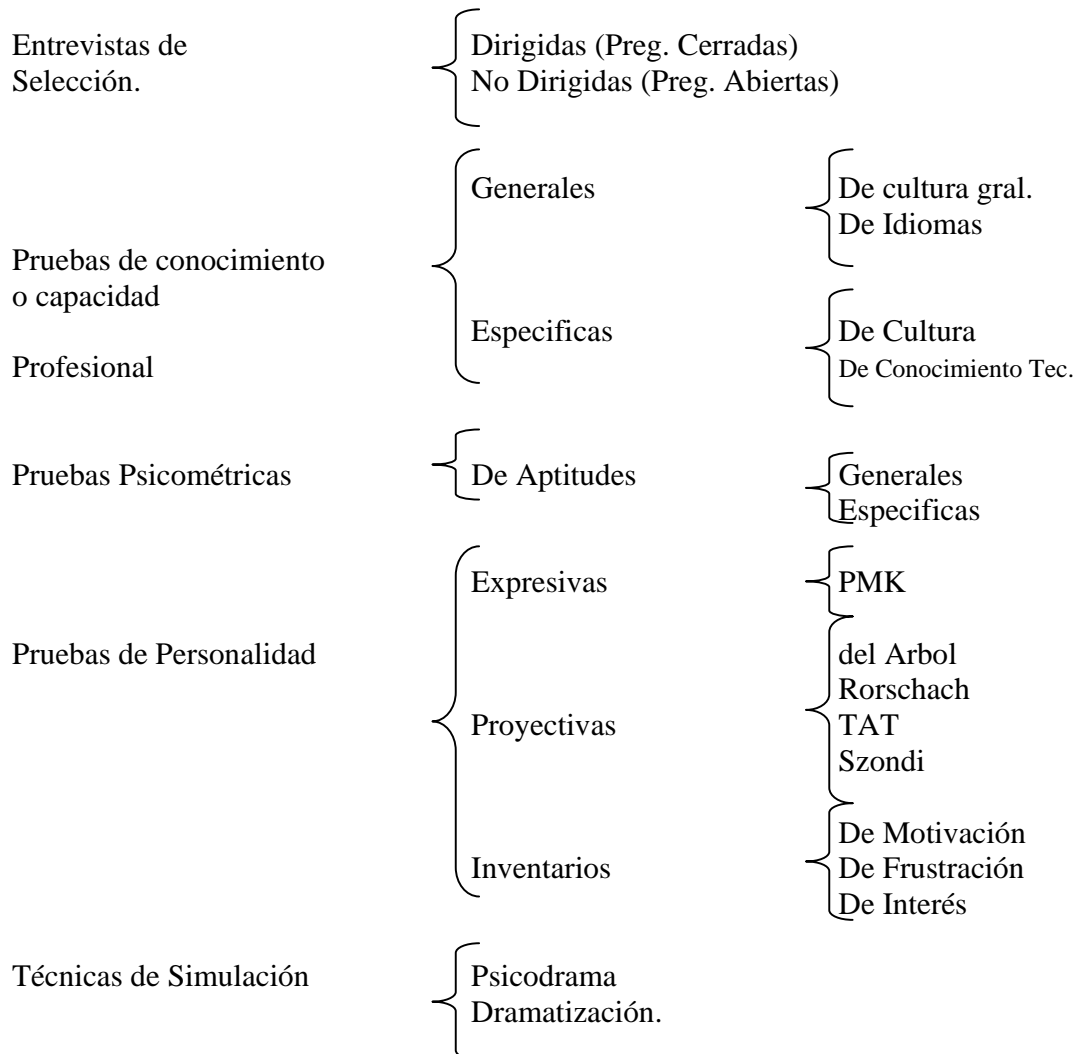 Entrevistas de
Selección.
Dirigidas (Preg. Cerradas)
No Dirigidas (Preg. Abiertas)
Pruebas de conocimiento
o capacidad
Profesional
Generales
De cultura gral.
De Idiomas
Especificas
De Cultura
De Conocimiento Tec.
Pruebas Psicométricas
De Aptitudes
Generales
Especificas
Pruebas de Personalidad
Expresivas
PMK
Proyectivas
del Arbol
Rorschach
TAT
Szondi
Inventarios
De Motivación
De Frustración
De Interés
Técnicas de Simulación
Psicodrama
Dramatización.